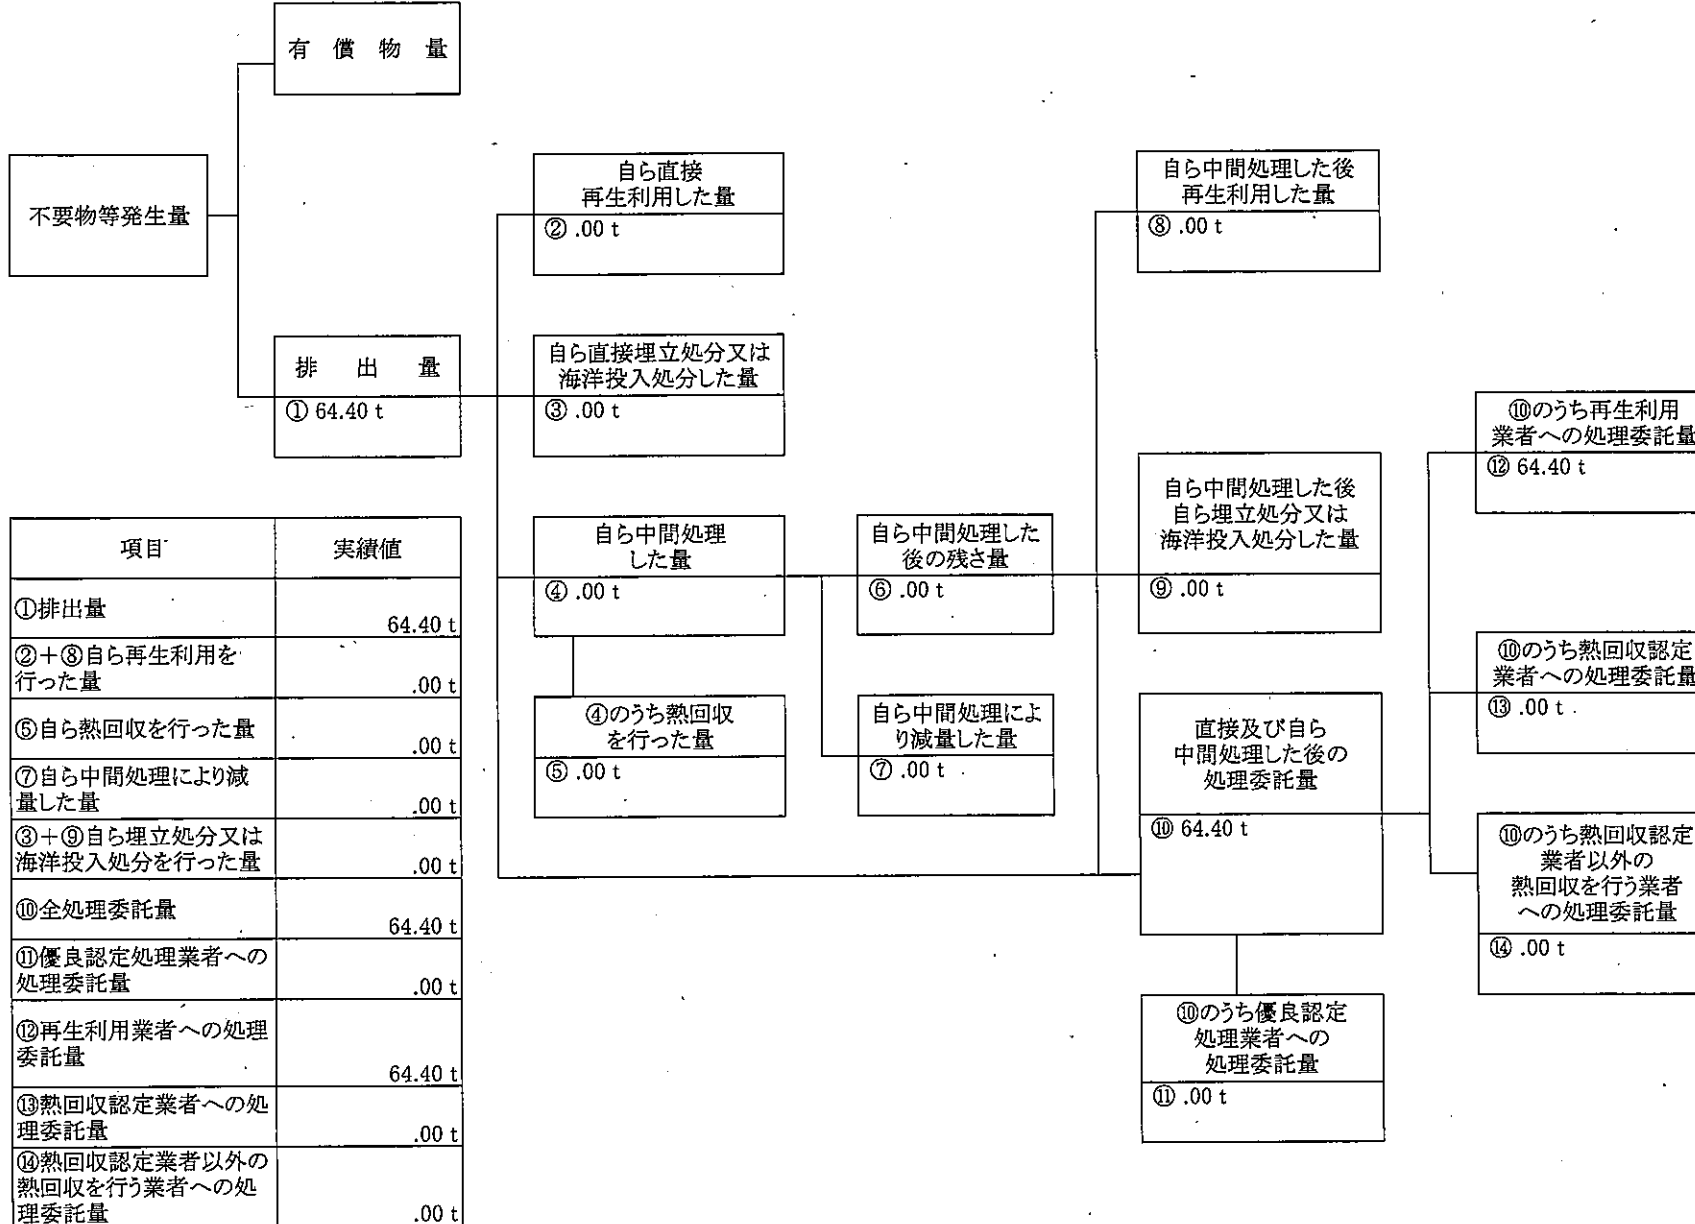 有 償 物 量
不要物等発生量
自ら直接
再生利用した量
② .00 t
自ら中間処理した後
再生利用した量
⑧ .00 t
排 出 量
① 64.40 t
自ら直接埋立処分又は
海洋投入処分した量
③ .00 t
⑩のうち再生利用
業者への処理委託量
⑫ 64.40 t
自ら中間処理
した量
④ .00 t
自ら中間処理した
後の残さ量
⑥ .00 t
自ら中間処理した後
自ら埋立処分又は
海洋投入処分した量
⑨ .00 t
⑩のうち熱回収認定
業者への処理委託量
⑬ .00 t
④のうち熱回収
を行った量
⑤ .00 t
自ら中間処理によ
り減量した量
⑦ .00 t
直接及び自ら
中間処理した後の
処理委託量
⑩ 64.40 t
⑩のうち熱回収認定
業者以外の
熱回収を行う業者
への処理委託量
⑭ .00 t
⑩のうち優良認定
処理業者への
処理委託量
⑪ .00 t
項目 実績値
①排出量
64.40 t
②+⑧自ら再生利用を
行った量
.00 t
⑤自ら熱回収を行った量
.00 t
⑦自ら中間処理により減
量した量
.00 t
③+⑨自ら埋立処分又は
海洋投入処分を行った量
.00 t
⑩全処理委託量
64.40 t
⑪優良認定処理業者への
処理委託量
.00 t
⑫再生利用業者への処理
委託量
64.40 t
⑬熱回収認定業者への処
理委託量
.00 t
⑭熱回収認定業者以外の
熱回収を行う業者への処
理委託量
.00 t